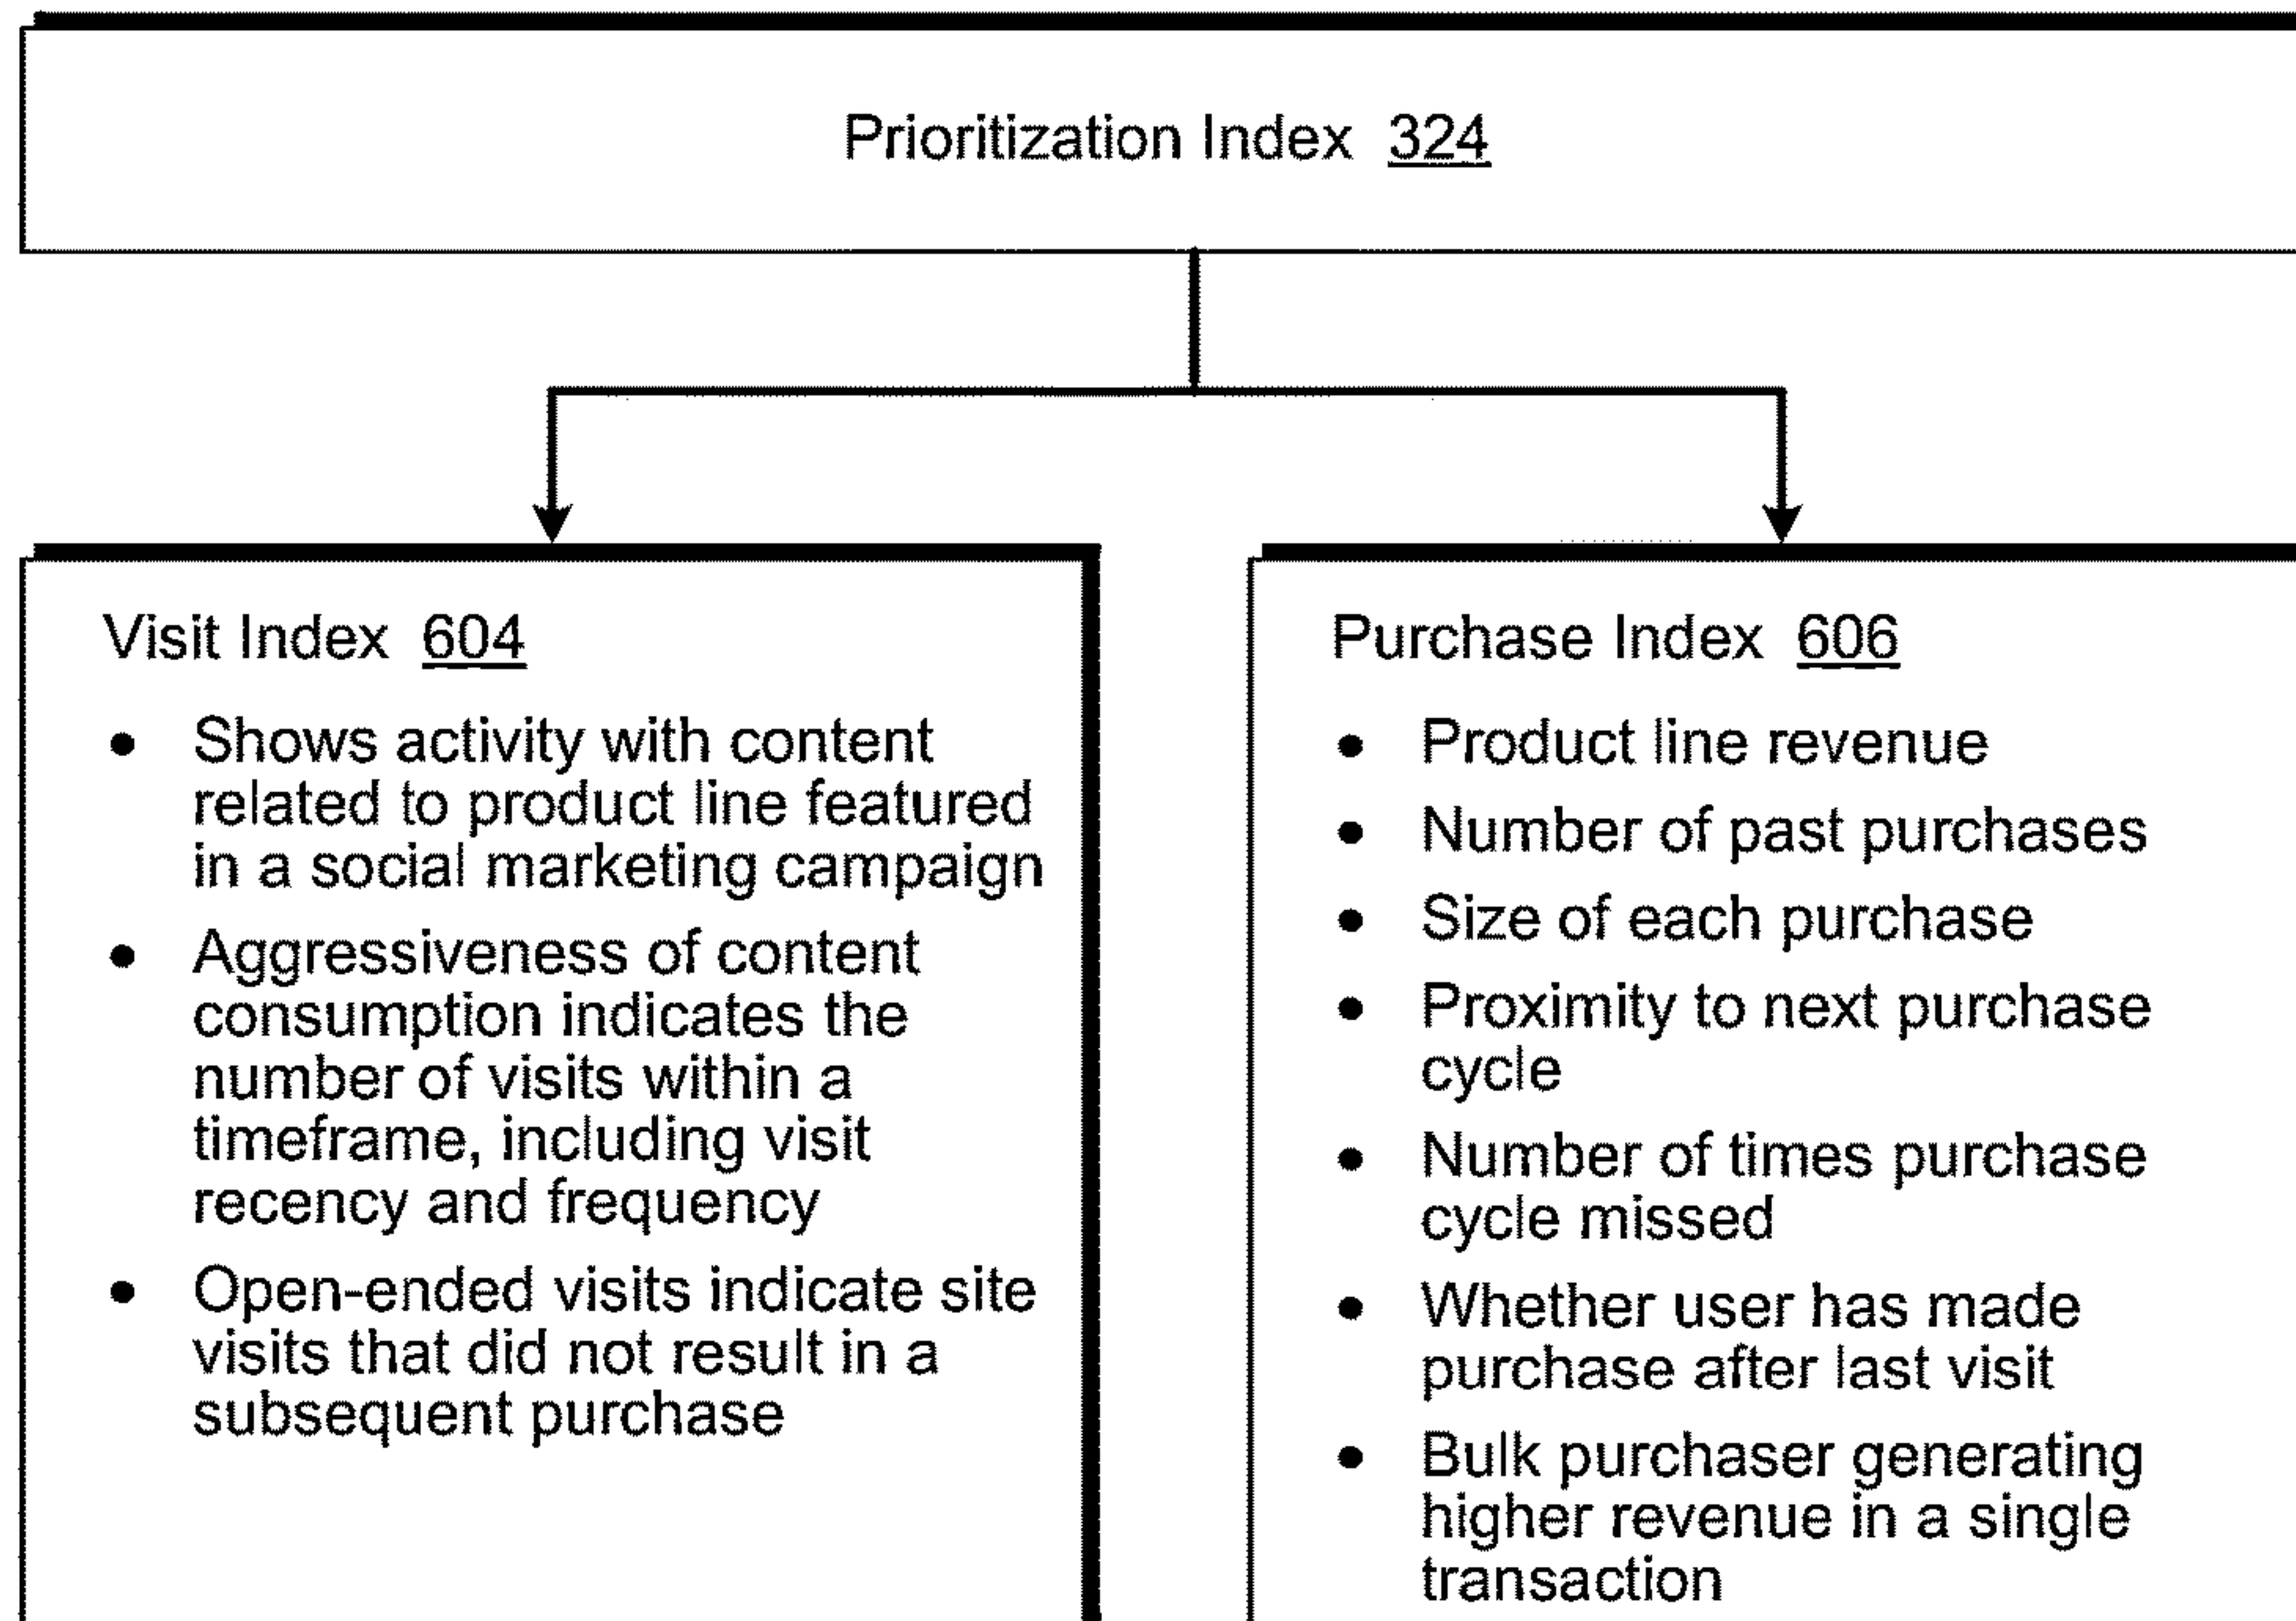 Prioritization Index 324
Visit Index 604
• Shows activity with content
related to product line featured
in a social marketing campaign
• Aggressiveness of content
consumption indicates the
number of visits within a
timeframe, including visit
recency and frequency
• Open-ended visits indicate site
visits that did not result in a
subsequent purchase
Purchase Index 606
• Product line revenue
• Number of past purchases
• Size of each purchase
• Proximity to next purchase
cycle
• Number of times purchase
cycle missed
• Whether user has made
purchase after last visit
• Bulk purchaser generating
higher revenue in a single
transaction